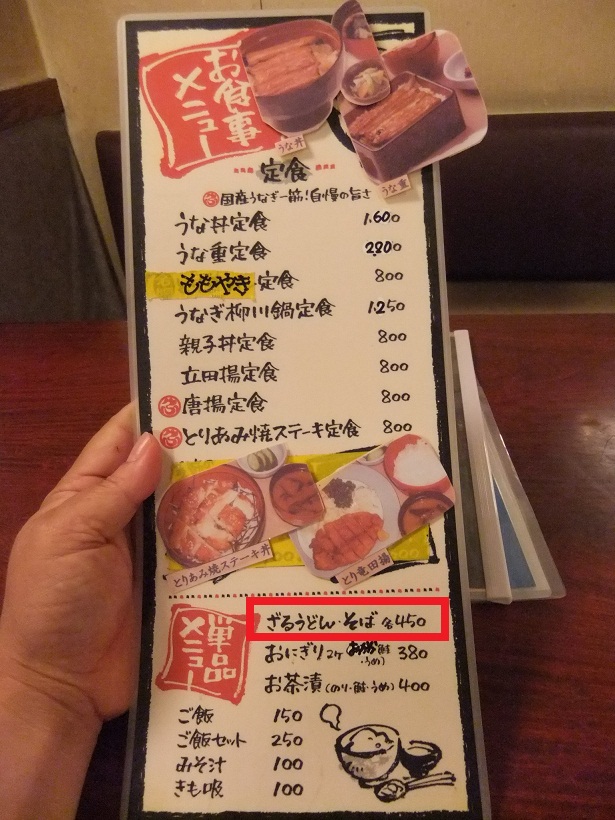 お食事
メニュー
うな丼
うな重
定食
国産うなぎ一筋!自慢の旨さ
うな丼定食 1.600
うな重定食
ももやき 定食 800
うなぎ柳川鍋定食 1.250
親子丼定食 800
立田揚定食 800
唐揚定食 800
とりあみ焼ステーキ定食 800
とりあみ焼ステーキ丼
とり竜田揚
単品
メニュー
ざるうどん・そば 各450
おにぎり 2ケ 鮭・うめ) 380
お茶漬 (のり・鮭・うめ) 400
ご飯 150
ご飯セット 250
みそ汁 100
きも吸 100